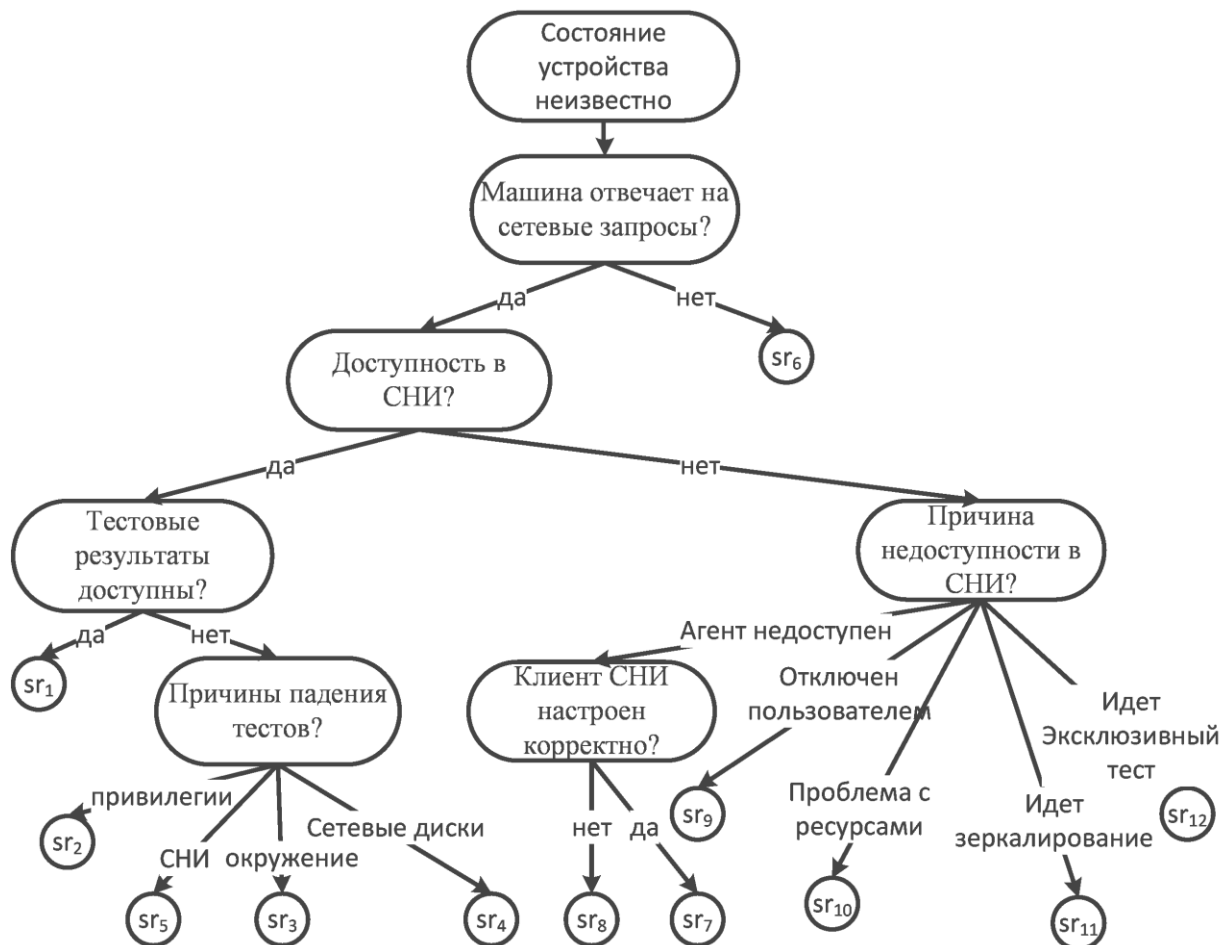 Состояние
устройства
неизвестно
Машина отвечает на
сетевые запросы?
да
нет
sr₆
Доступность в
СНИ?
да
нет
Тестовые
результаты
доступны?
Причина
недоступности в
СНИ?
да
нет
sr₁
Причины падения
тестов?
Агент недоступен
Клиент СНИ
настроен
корректно?
Отключен
пользователем
Идет
Эксклюзивный
тест
привилегии
sr₂
СНИ
окружение
Сетевые диски
нет
да
sr₉
Проблема с
ресурсами
Идет
зеркалирование
sr₁₂
sr₅
sr₃
sr₄
sr₈
sr₇
sr₁₀
sr₁₁